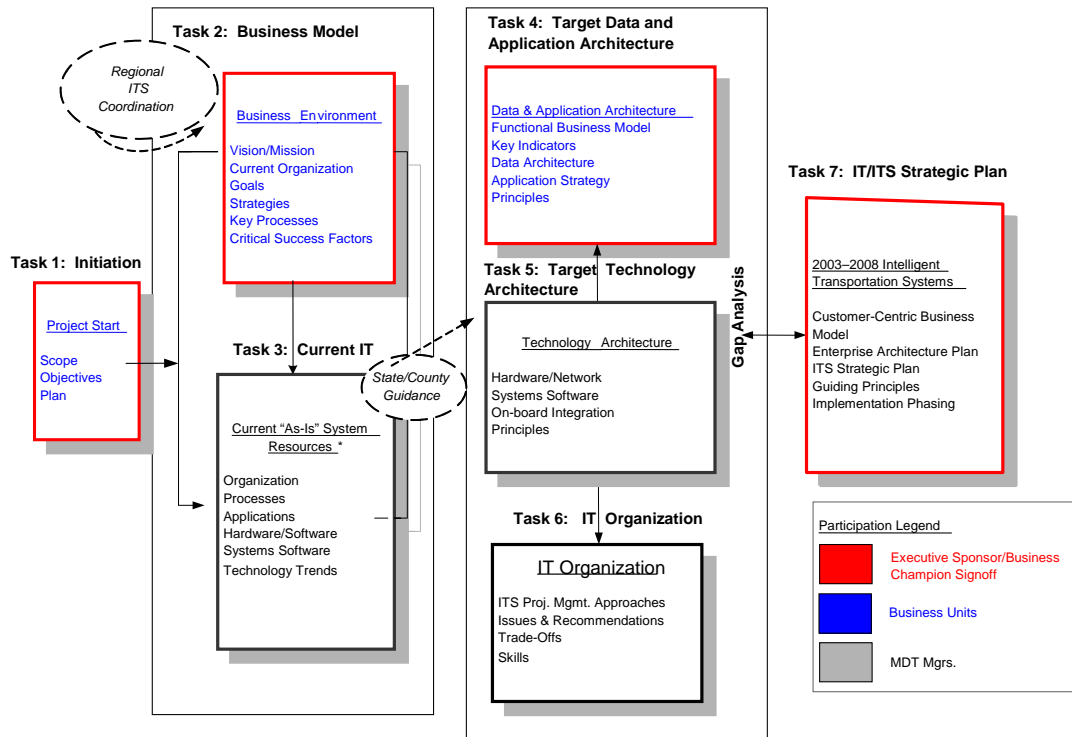 Task 2: Business Model
Regional
ITS
Coordination
Business Environment
Vision/Mission
Current Organization
Goals
Strategies
Key Processes
Critical Success Factors
Task 1: Initiation
Project Start
Scope
Objectives
Plan
Task 3: Current IT
Current “As-Is” System
Resources *
Organization
Processes
Applications
Hardware/Software
Systems Software
Technology Trends
State/County
Guidance
Task 4: Target Data and
Application Architecture
Data & Application Architecture
Functional Business Model
Key Indicators
Data Architecture
Application Strategy
Principles
Task 5: Target Technology
Architecture
Technology Architecture
Hardware/Network
Systems Software
On-board Integration
Principles
Task 6: IT Organization
IT Organization
ITS Proj. Mgmt. Approaches
Issues & Recommendations
Trade-Offs
Skills
Gap Analysis
Task 7: IT/ITS Strategic Plan
2003–2008 Intelligent
Transportation Systems
Customer-Centric Business
Model
Enterprise Architecture Plan
ITS Strategic Plan
Guiding Principles
Implementation Phasing
Participation Legend
Executive Sponsor/Business
Champion Signoff
Business Units
MDT Mgrs.